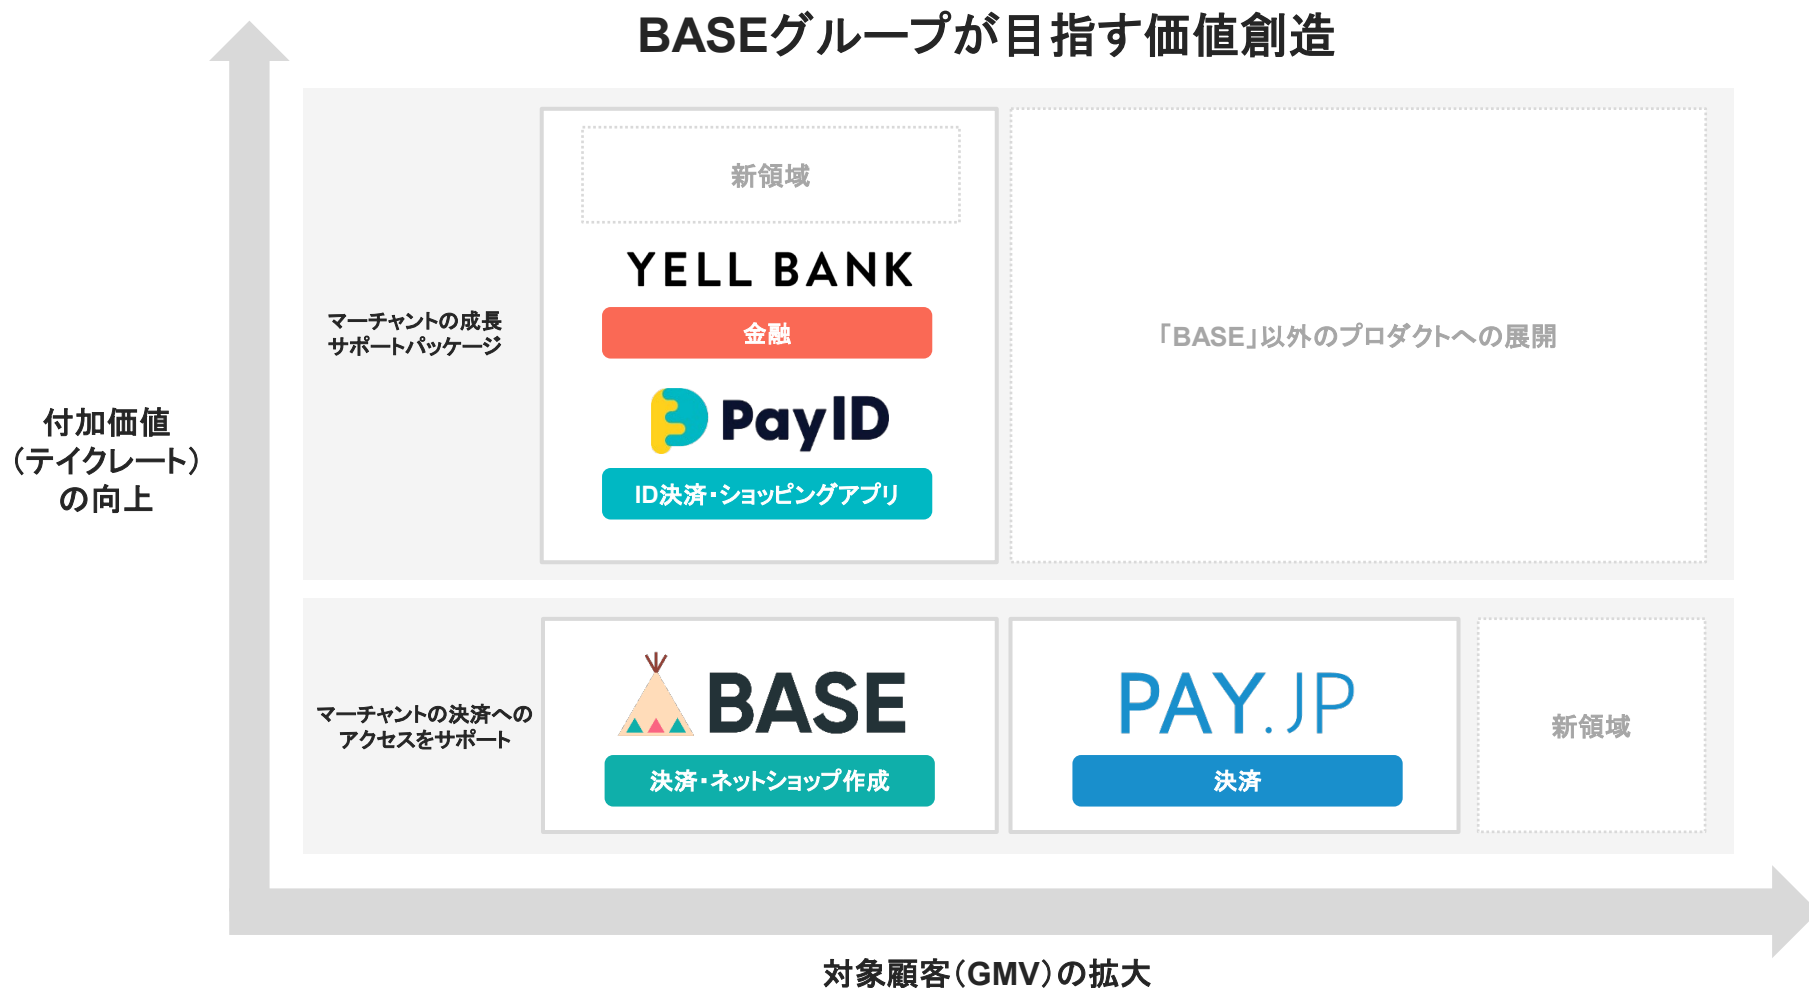 BASEグループが目指す価値創造
新領域
YELL BANK
金融
PayID
ID決済・ショッピングアプリ
マーチャントの成長
サポートパッケージ
「BASE」以外のプロダクトへの展開
付加価値
（テイクレート）
の向上
マーチャントの決済への
アクセスをサポート
BASE
決済・ネットショップ作成
PAY.JP
決済
新領域
対象顧客（GMV）の拡大